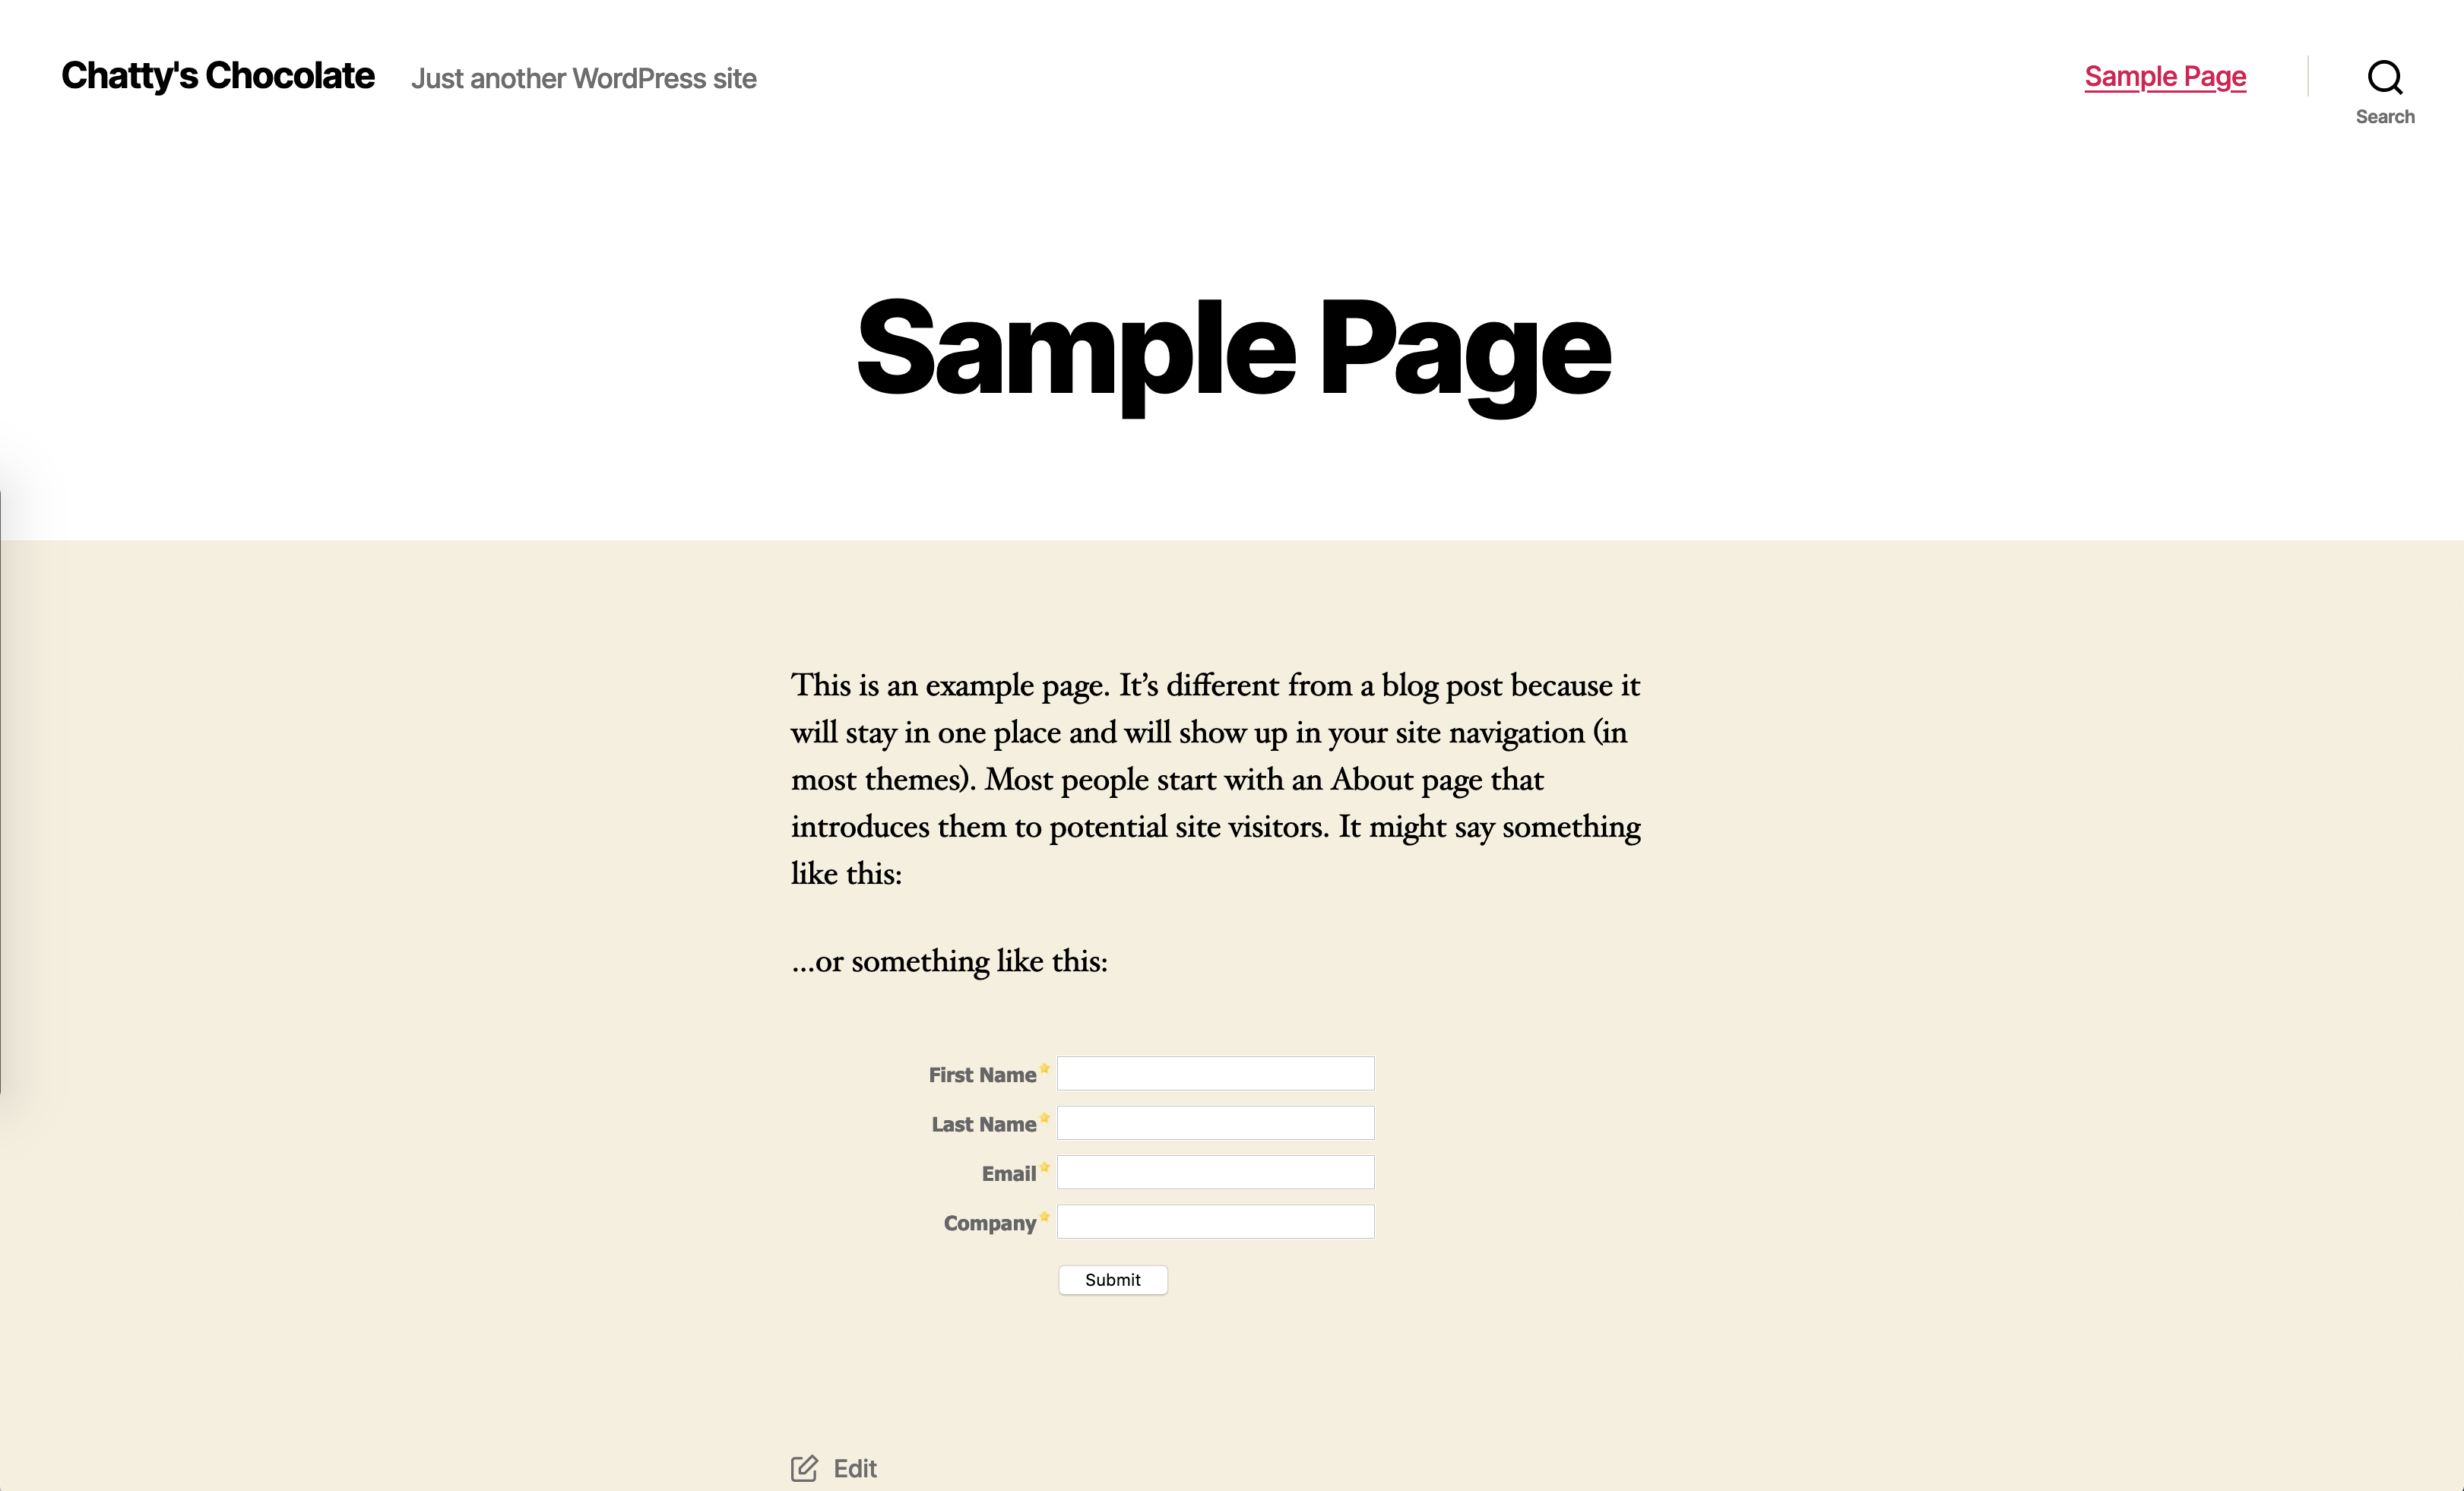 Chatty's Chocolate Just another WordPress site Sample Page
Search
Sample Page
This is an example page. It’s different from a blog post because it
will stay in one place and will show up in your site navigation (in
most themes). Most people start with an About page that
introduces them to potential site visitors. It might say something
like this:
…or something like this:
First Name
Last Name
Email
Company
Submit
Edit